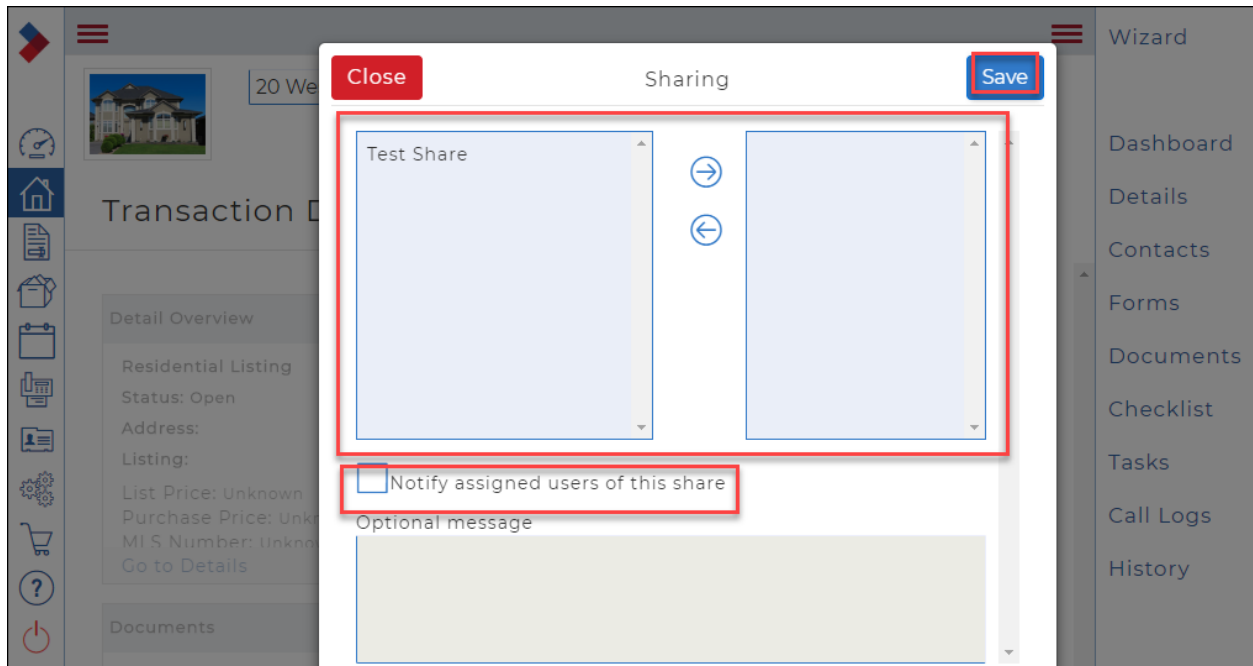 Close
Sharing
Save
20 We
Test Share
Transaction D
Detail Overview
Residential Listing
Status: Open
Address:
Listing:
List Price: Unknown
Purchase Price: Unkr
MLS Number: Unkno
Go to Details
Documents
Notify assigned users of this share
Optional message
Wizard
Dashboard
Details
Contacts
Forms
Documents
Checklist
Tasks
Call Logs
History